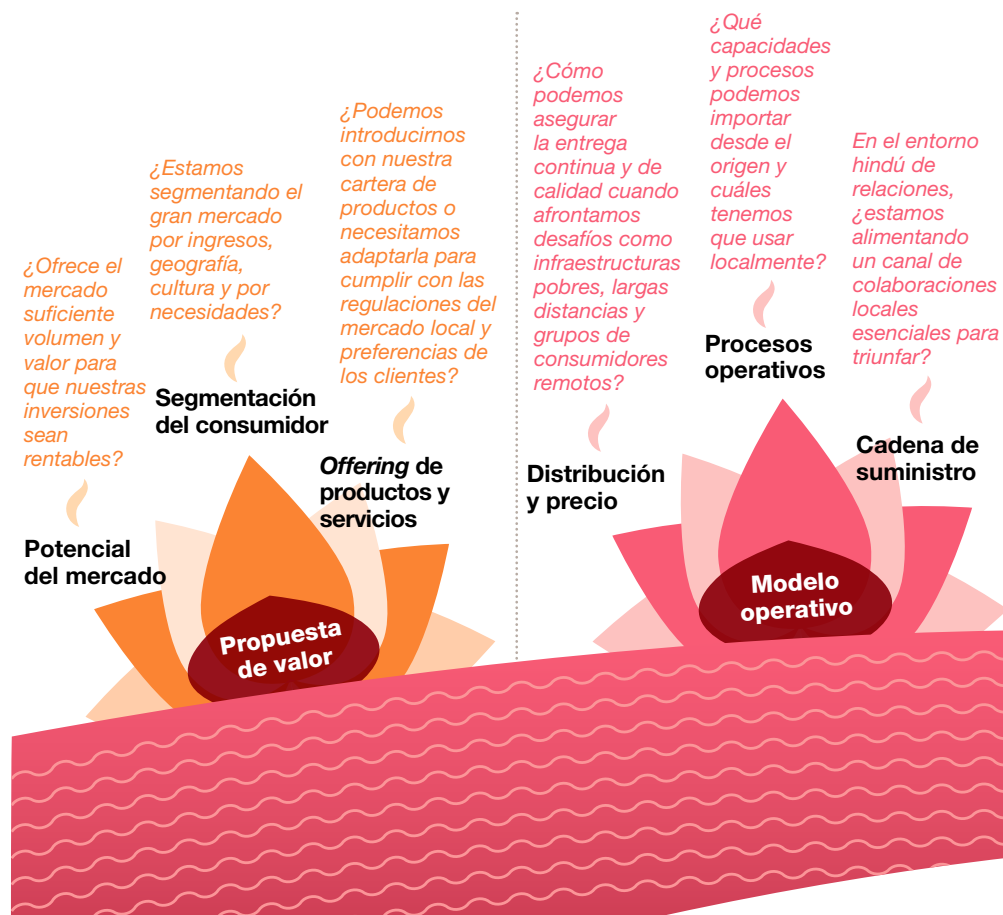 ¿Ofrece el
mercado
suficiente
volumen y
valor para
que nuestras
inversiones
sean
rentables?
Potencial
del mercado
¿Estamos
segmentando el
gran mercado
por ingresos,
geografía,
cultura y por
necesidades?
Segmentación
del consumidor
¿Podemos
introducirnos
con nuestra
cartera de
productos o
necesitamos
adaptarla para
cumplir con las
regulaciones del
mercado local y
preferencias de
los clientes?
Offering de
productos y
servicios
Propuesta
de valor
¿Cómo
podemos
asegurar
la entrega
continua y de
calidad cuando
afrontamos
desafíos como
infraestructuras
pobres, largas
distancias y
grupos de
consumidores
remotos?
Distribución
y precio
¿Qué
capacidades
y procesos
podemos
importar
desde el
origen y
cuáles
tenemos
que usar
localmente?
Procesos
operativos
En el entorno
hindú de
relaciones,
¿estamos
alimentando
un canal de
colaboraciones
locales
esenciales para
triunfar?
Cadena de
suministro
Modelo
operativo